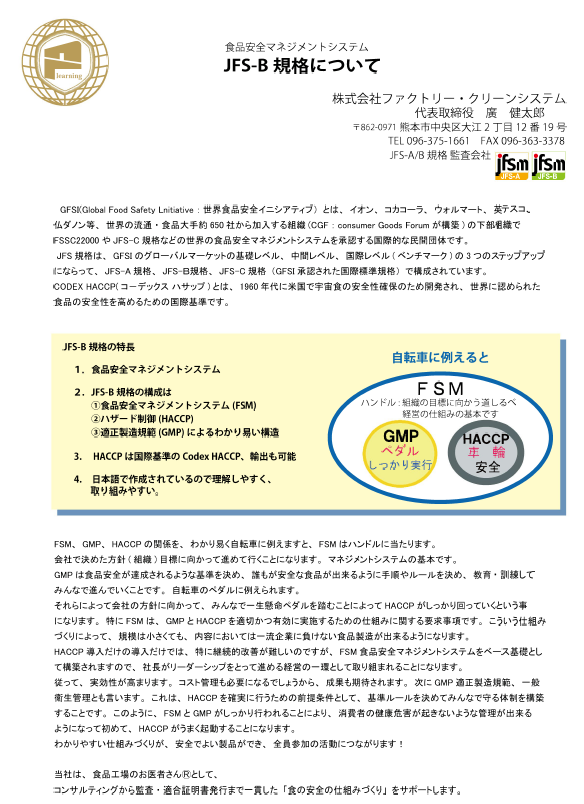 learning
食品安全マネジメントシステム
JFS-B 規格について
株式会社ファクトリー・クリーンシステム
代表取締役　廣　健太郎
〒862-0971 熊本市中央区大江 2 丁目 12 番 19 号
TEL 096-375-1661　FAX 096-363-3378
JFS-A/B 規格 監査会社
jfsm JFS-A
jfsm JFS-B
GFSI(Global Food Safety Lnitiative : 世界食品安全イニシアティブ）とは、イオン、コカコーラ、ウォルマート、英テスコ、
仏ダノン等、世界の流通・食品大手約 650 社から加入する組織 (CGF : consumer Goods Forum が構築 ) の下部組織で
FSSC22000 や JFS-C 規格などの世界の食品安全マネジメントシステムを承認する国際的な民間団体です。
JFS 規格は、GFSI のグローバルマーケットの基礎レベル、中間レベル、国際レベル ( ベンチマーク ) の 3 つのステップアップ
にならって、JFS-A 規格、JFS-B規格、JFS-C 規格（GFSI 承認された国際標準規格）で構成されています。
CODEX HACCP( コーデックス ハサップ ) とは、1960 年代に米国で宇宙食の安全性確保のため開発され、世界に認められた
食品の安全性を高めるための国際基準です。
JFS-B 規格の特長
1．食品安全マネジメントシステム
2．JFS-B 規格の構成は
①食品安全マネジメントシステム (FSM)
②ハザード制御 (HACCP)
③適正製造規範 (GMP) によるわかり易い構造
3.　HACCP は国際基準の Codex HACCP、輸出も可能
4.　日本語で作成されているので理解しやすく、
取り組みやすい。
自転車に例えると
ＦＳＭ
ハンドル : 組織の目標に向かう道しるべ
経営の仕組みの基本です
GMP
ペダル
しっかり実行
HACCP
車　輪
安全
FSM、GMP、HACCP の関係を、わかり易く自転車に例えますと、FSM はハンドルに当たります。
会社で決めた方針 ( 組織 ) 目標に向かって進めて行くことになります。マネジメントシステムの基本です。
GMP は食品安全が達成されるような基準を決め、誰もが安全な食品が出来るように手順やルールを決め、教育・訓練して
みんなで進んでいくことです。自転車のペダルに例えられます。
それらによって会社の方針に向かって、みんなで一生懸命ペダルを踏むことによって HACCP がしっかり回っていくという事
になります。特に FSM は、GMP と HACCP を適切かつ有効に実施するための仕組みに関する要求事項です。こういう仕組み
づくりによって、規模は小さくても、内容においては一流企業に負けない食品製造が出来るようになります。
HACCP 導入だけの導入だけでは、特に継続的改善が難しいのですが、FSM 食品安全マネジメントシステムをベース基礎とし
て構築されますので、社長がリーダーシップをとって進める経営の一環として取り組まれることになります。
従って、実効性が高まります。コスト管理も必要になるでしょうから、成果も期待されます。次に GMP 適正製造規範、一般
衛生管理とも言います。これは、HACCP を確実に行うための前提条件として、基準ルールを決めてみんなで守る体制を構築
することです。このように、FSM と GMP がしっかり行われることにより、消費者の健康危害が起きないような管理が出来る
ようになって初めて、HACCP がうまく起動することになります。
わかりやすい仕組みづくりが、安全でよい製品ができ、全員参加の活動につながります！
当社は、食品工場のお医者さんⓇとして、
コンサルティングから監査・適合証明書発行まで一貫した「食の安全の仕組みづくり」をサポートします。